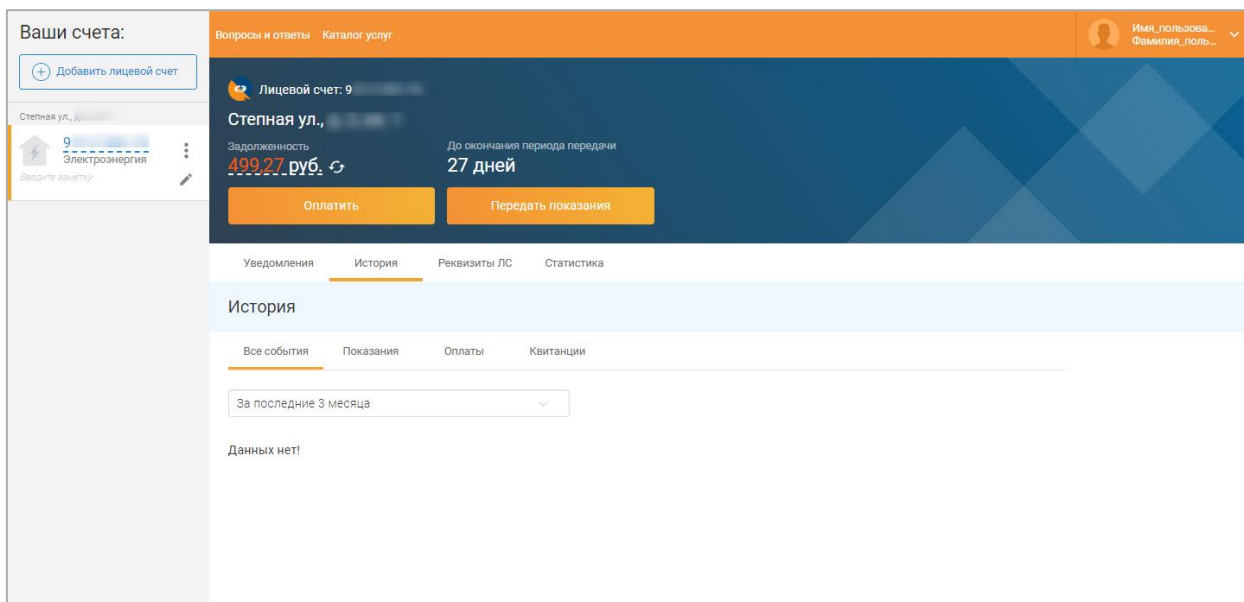 Ваши счета:
Добавить лицевой счет
Степная ул.,
9
Электроэнергия
Введите заметку
Вопросы и ответы Каталог услуг
Имя_пользова...
Фамилия_поль...
Лицевой счет: 9
Степная ул.,
Задолженность
499,27 руб.
До окончания периода передачи
27 дней
Оплатить
Передать показания
Уведомления История Реквизиты ЛС Статистика
История
Все события Показания Оплаты Квитанции
За последние 3 месяца
Данных нет!